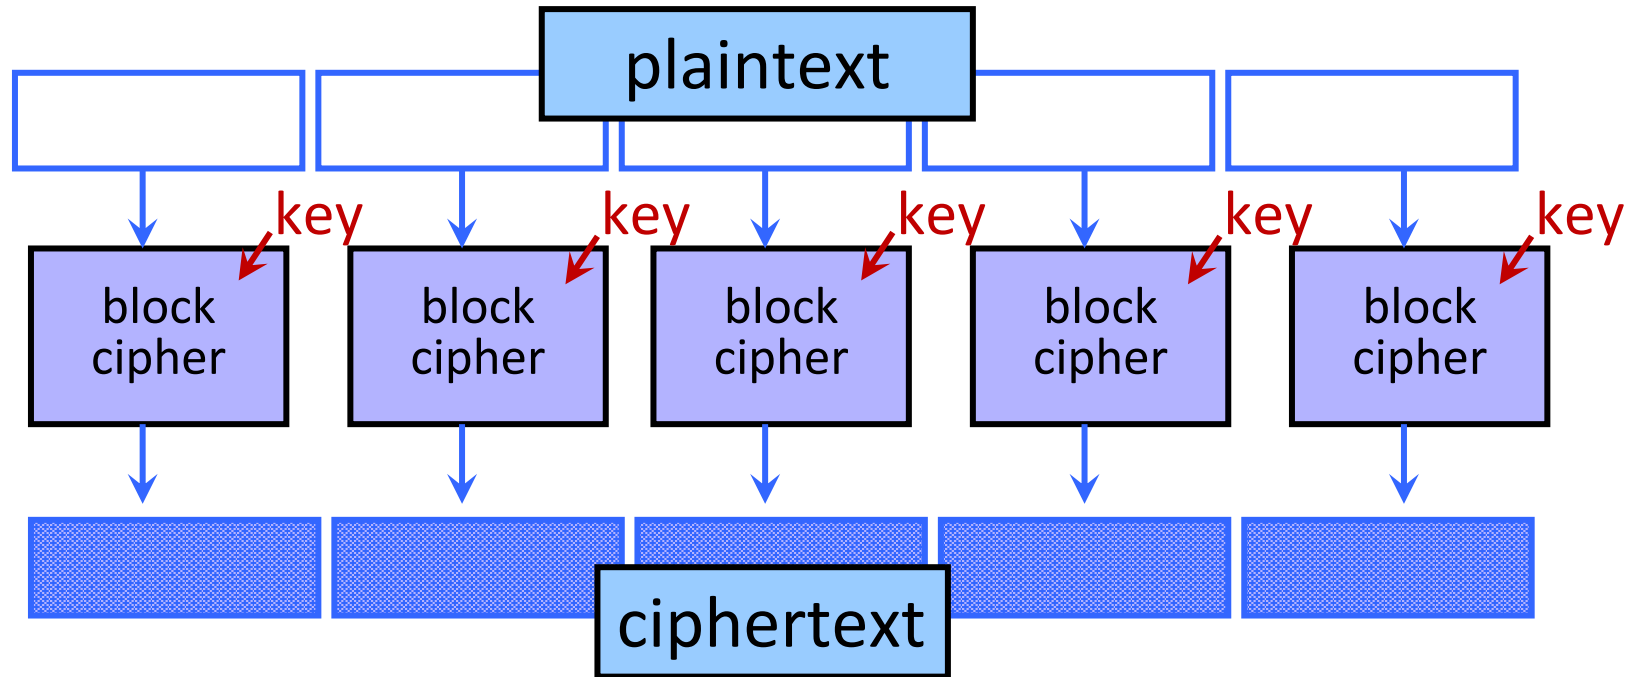 plaintext
key
key
key
key
key
block
cipher
block
cipher
block
cipher
block
cipher
block
cipher
ciphertext